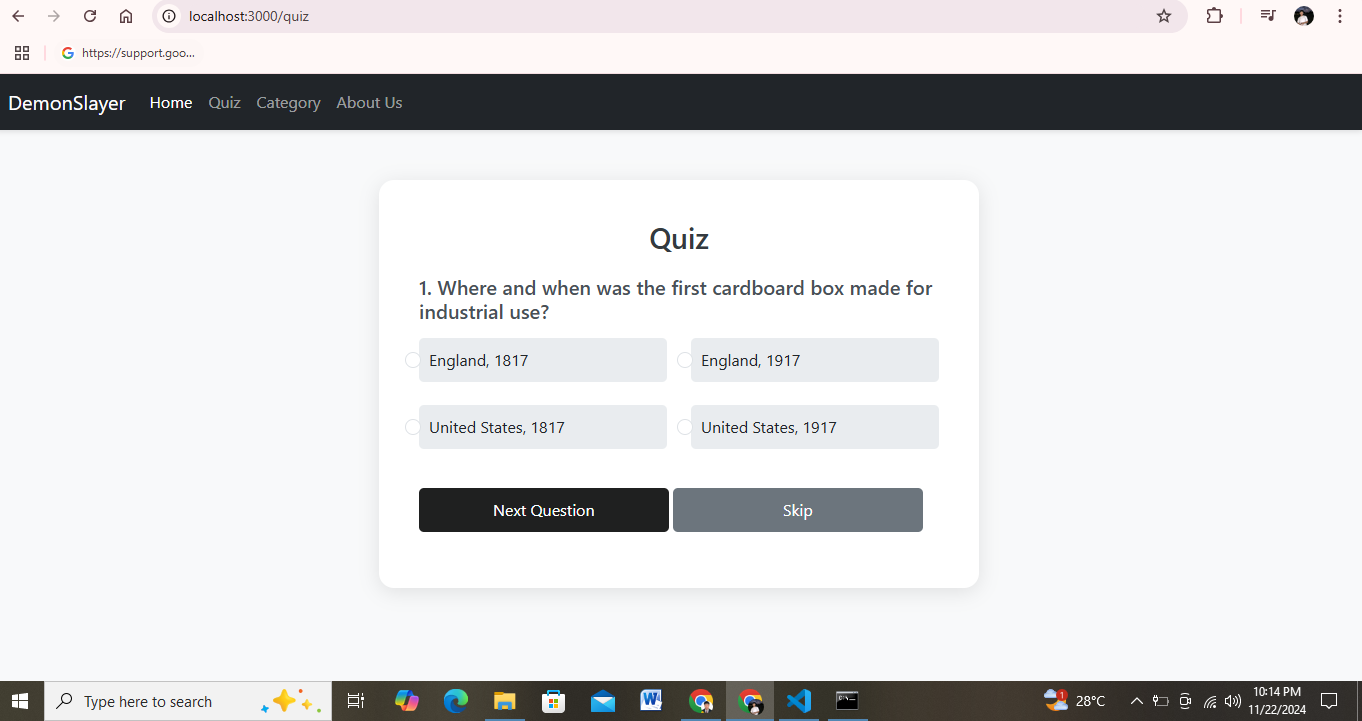 localhost:3000/quiz
https://support.goo...
DemonSlayer Home Quiz Category About Us
Quiz
1. Where and when was the first cardboard box made for
industrial use?
England, 1817 England, 1917
United States, 1817 United States, 1917
Next Question Skip
Type here to search 1 28°C 10:14 PM
11/22/2024